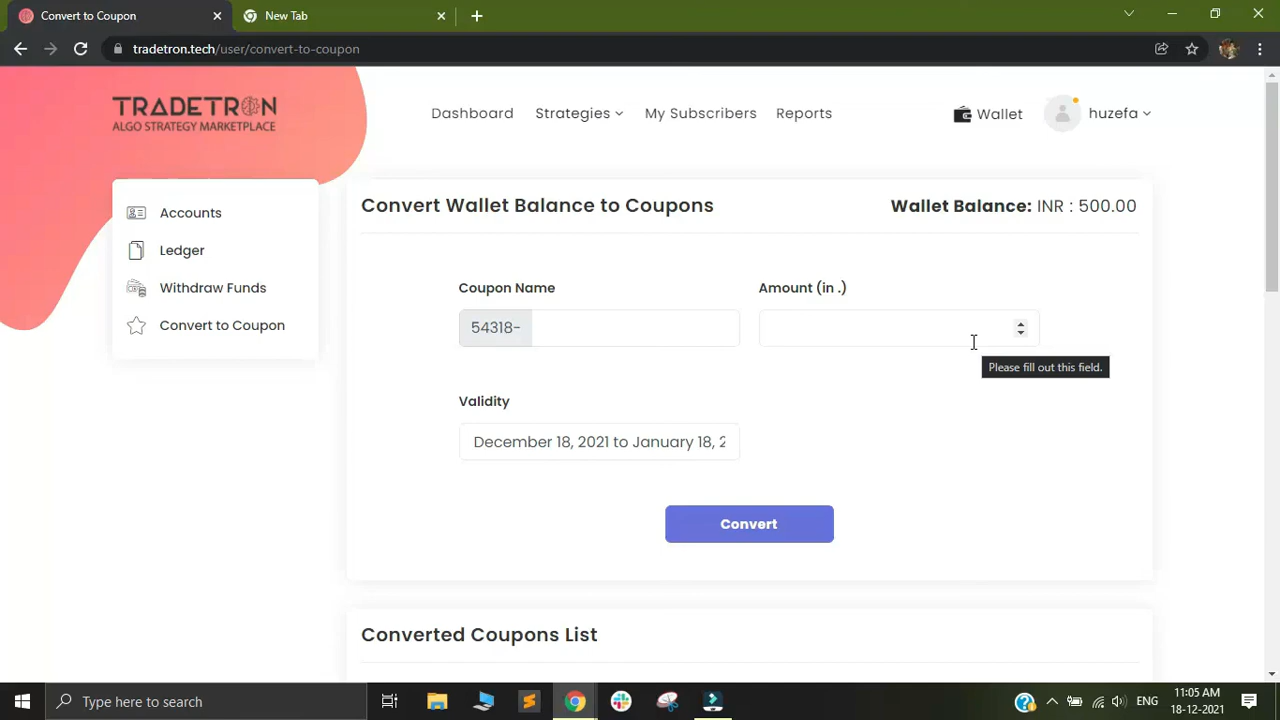 Convert to Coupon
New Tab
tradetron.tech/user/convert-to-coupon
TRADETRON
ALGO STRATEGY MARKETPLACE
Dashboard
Strategies
My Subscribers
Reports
Wallet
huzefa
Accounts
Ledger
Withdraw Funds
Convert to Coupon
Convert Wallet Balance to Coupons
Wallet Balance: INR : 500.00
Coupon Name
Amount (in .)
54318-
Please fill out this field.
Validity
December 18, 2021 to January 18, 2
Convert
Converted Coupons List
Type here to search
ENG
11:05 AM
18-12-2021